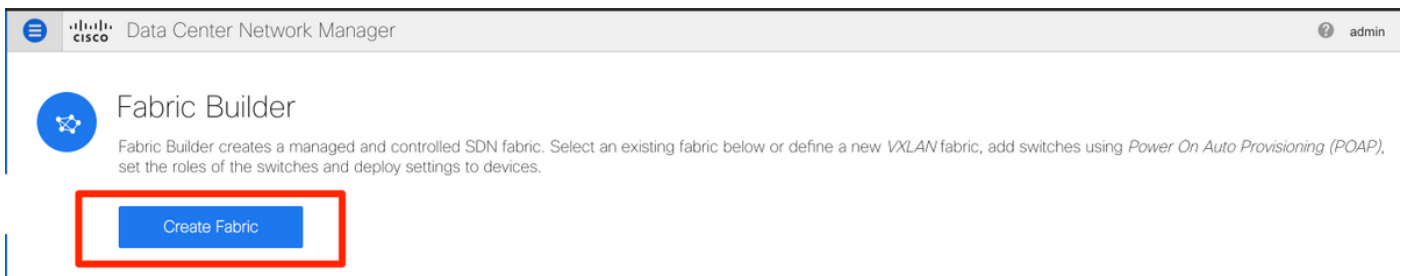 cisco Data Center Network Manager admin
Fabric Builder
Fabric Builder creates a managed and controlled SDN fabric. Select an existing fabric below or define a new VXLAN fabric, add switches using Power On Auto Provisioning (POAP),
set the roles of the switches and deploy settings to devices.
Create Fabric